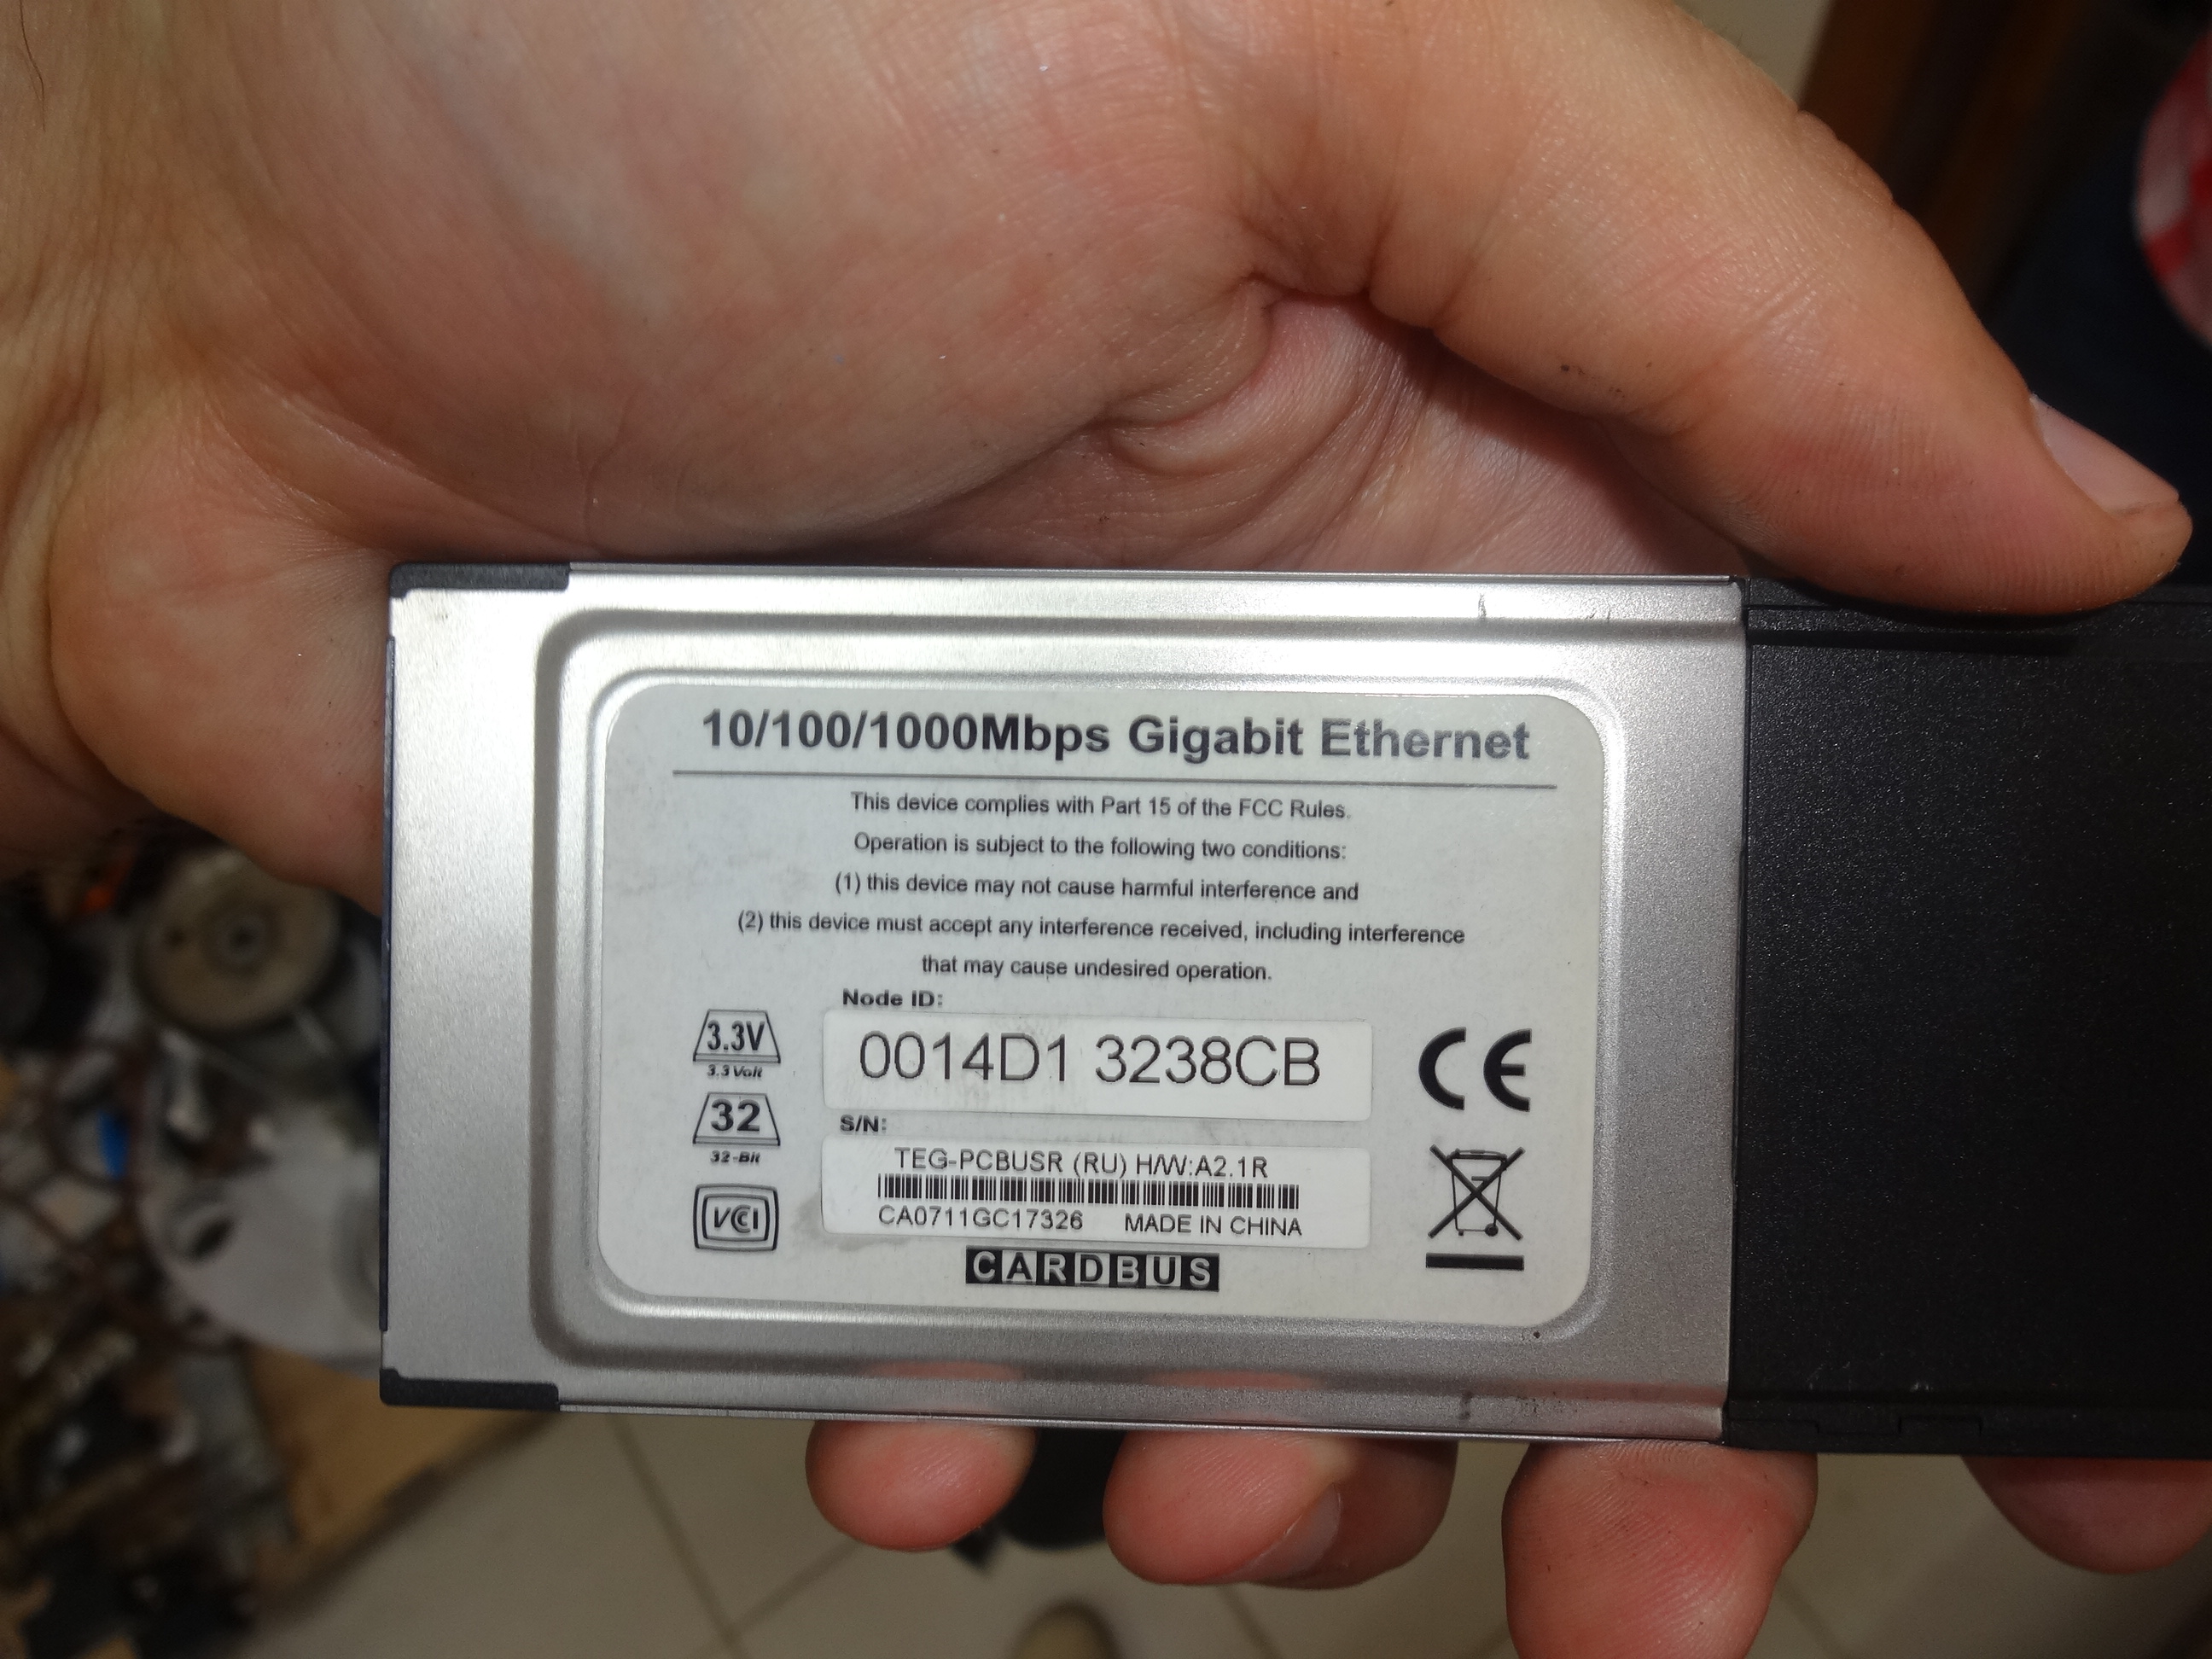 10/100/1000Mbps Gigabit Ethernet
This device complies with Part 15 of the FCC Rules.
Operation is subject to the following two conditions:
(1) this device may not cause harmful interference and
(2) this device must accept any interference received, including interference
that may cause undesired operation.
Node ID:
3.3V
3.3 Volt
0014D1 3238CB
CE
S/N:
32
32-Bit
TEG-PCBUSR (RU) H/W:A2.1R
CA0711GC17326 MADE IN CHINA
VCCI
CARDBUS